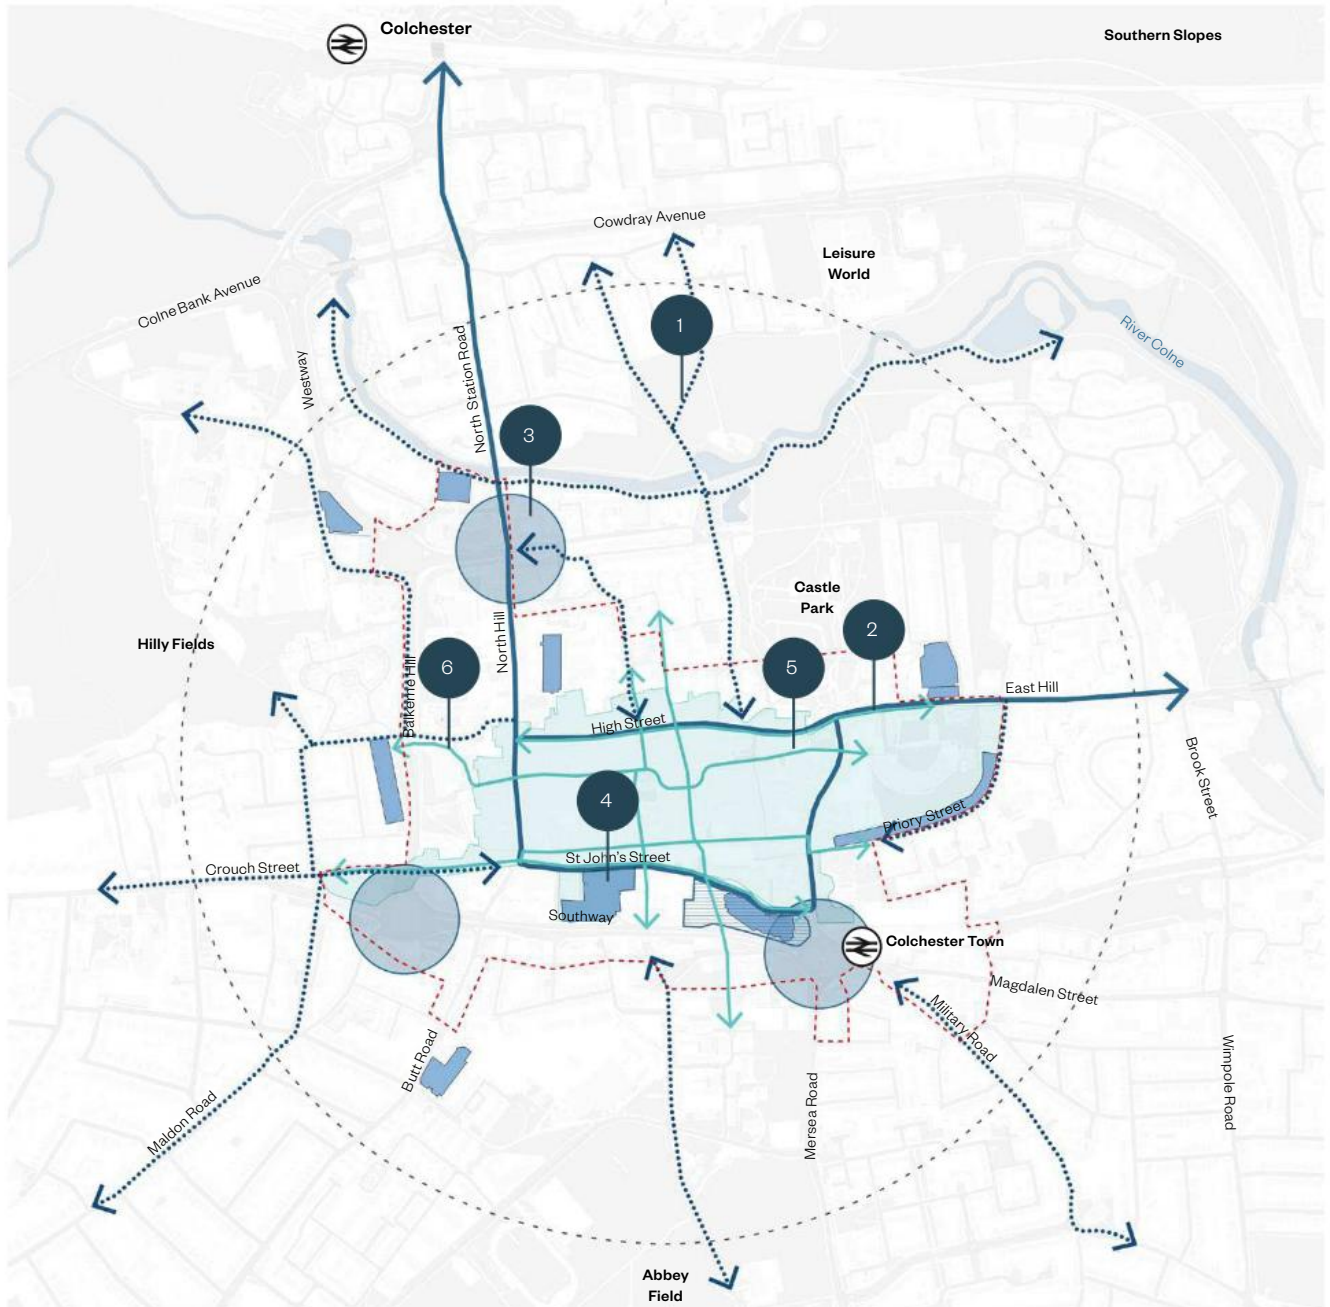 Colchester
Southern Slopes
Cowdray Avenue
Leisure
World
Colne Bank Avenue
River Colne
Westway
North Station Road
1
3
Castle
Park
2
Hilly Fields
North Hill
6
5
East Hill
Balkerne Hill
High Street
Brook Street
4
Priory Street
St John's Street
Crouch Street
Southway
Colchester Town
Magdalen Street
Military Road
Butt Road
Wimpole Road
Mersea Road
Maldon Road
Abbey
Field